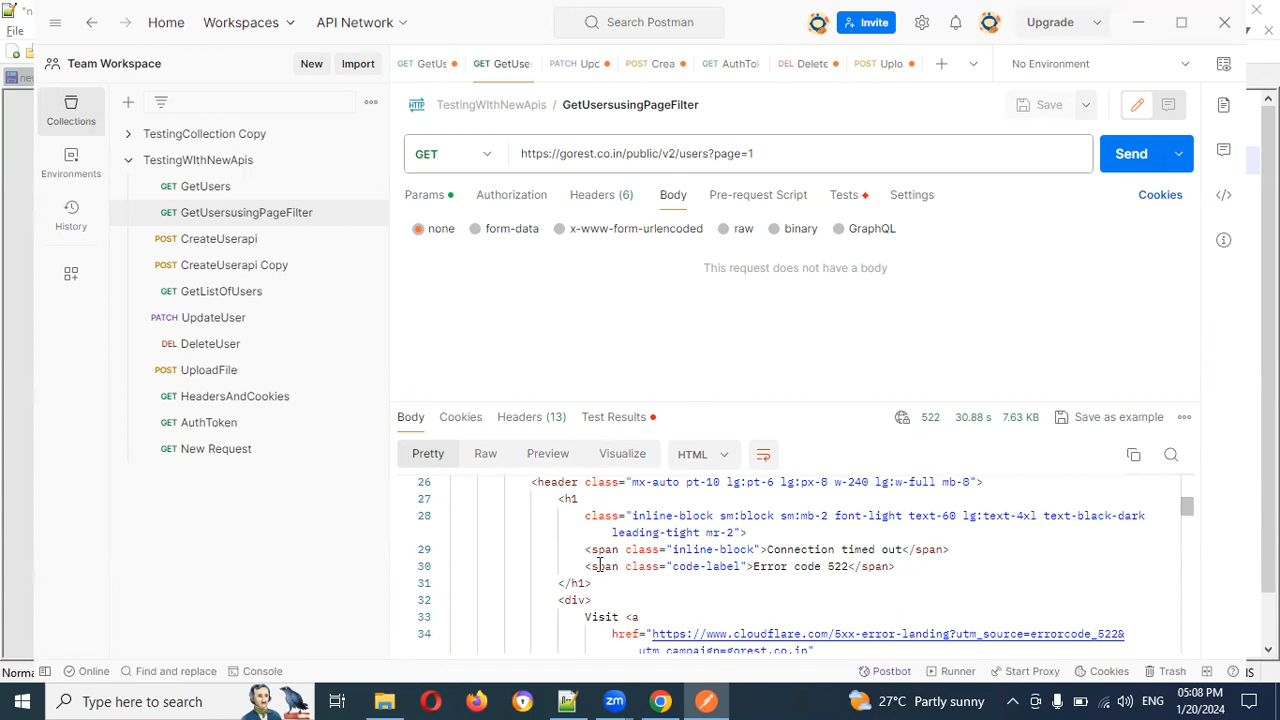 *n
Home
Workspaces
API Network
Search Postman
Invite
Upgrade
File
Team Workspace
New
Import
GetUs
GetUse
PATCH Upc
POST Crea
AuthTol
DEL Delete
POST Uplo.
No Environment
new
Collections
Environments
History
TestingCollection Copy
TestingWIthNewApis
GET GetUsers
GET GetUsersusingPageFilter
POST CreateUserapi
POST CreateUserapi Copy
GET GetListOfUsers
PATCH UpdateUser
DEL DeleteUser
POST UploadFile
GET HeadersAndCookies
GET AuthToken
GET New Request
HTTP TestingWIthNewApis / GetUsersusingPageFilter
Save
GET https://gorest.co.in/public/v2/users?page=1
Send
Params Authorization Headers (6) Body Pre-request Script Tests Settings
Cookies
none form-data x-www-form-urlencoded raw binary GraphQL
This request does not have a body
Body Cookies Headers (13) Test Results
522 30.88 s 7.63 KB Save as example
Pretty Raw Preview Visualize HTML
26 <header class="mx-auto pt-10 lg:pt-6 lg:px-8 w-240 lg:w-full mb-8">
27 <h1
28 class="inline-block sm:block sm:mb-2 font-light text-60 lg:text-4xl text-black-dark
leading-tight mr-2">
29 <span class="inline-block">Connection timed out</span>
30 <span class="code-label">Error code 522</span>
31 </h1>
32 <div>
33 Visit <a
34 href="https://www.cloudflare.com/5xx-error-landing?utm_source=errorcode_522&
utm_campaign=gorest.co.in"
Norma
Online Find and replace Console
Postbot Runner Start Proxy Cookies Trash
NS
Type here to search
zm
27°C Partly sunny
ENG
05:08 PM
1/20/2024